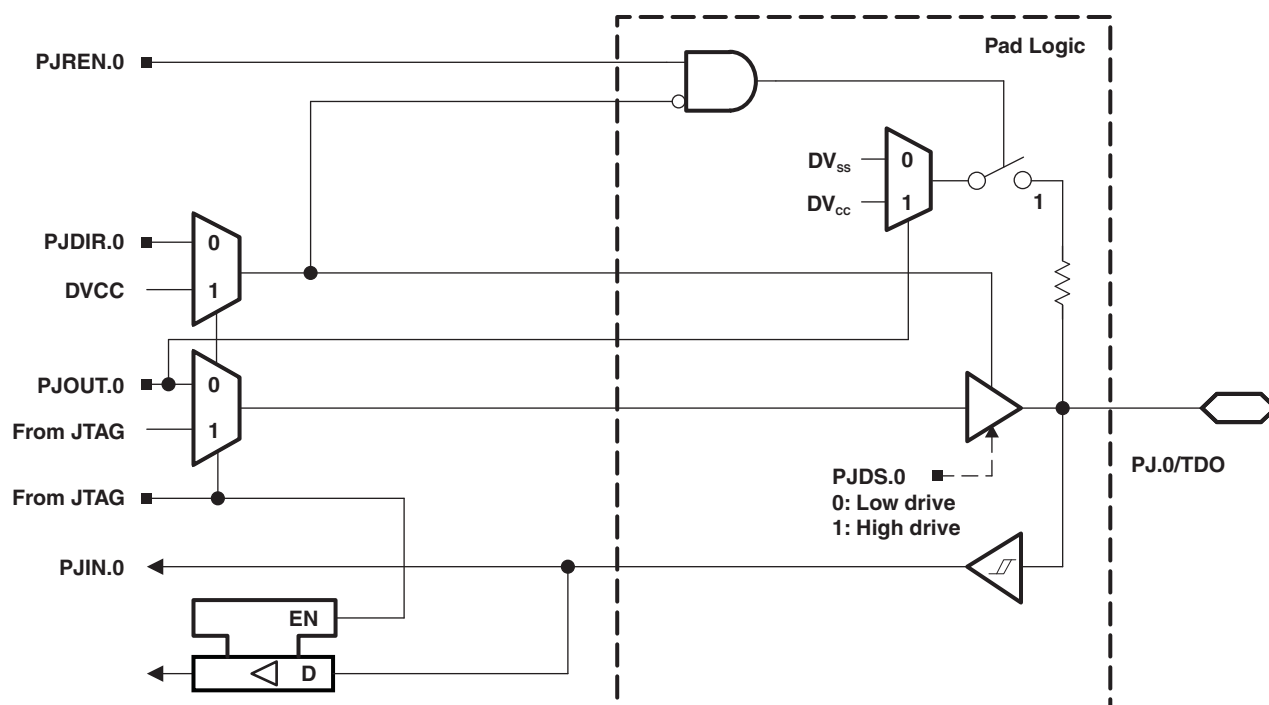 Pad Logic
PJREN.0
DVSS
0
DVCC
1
1
PJDIR.0
0
DVCC
1
PJOUT.0
0
From JTAG
1
PJ.0/TDO
PJDS.0
0: Low drive
1: High drive
From JTAG
PJIN.0
EN
D